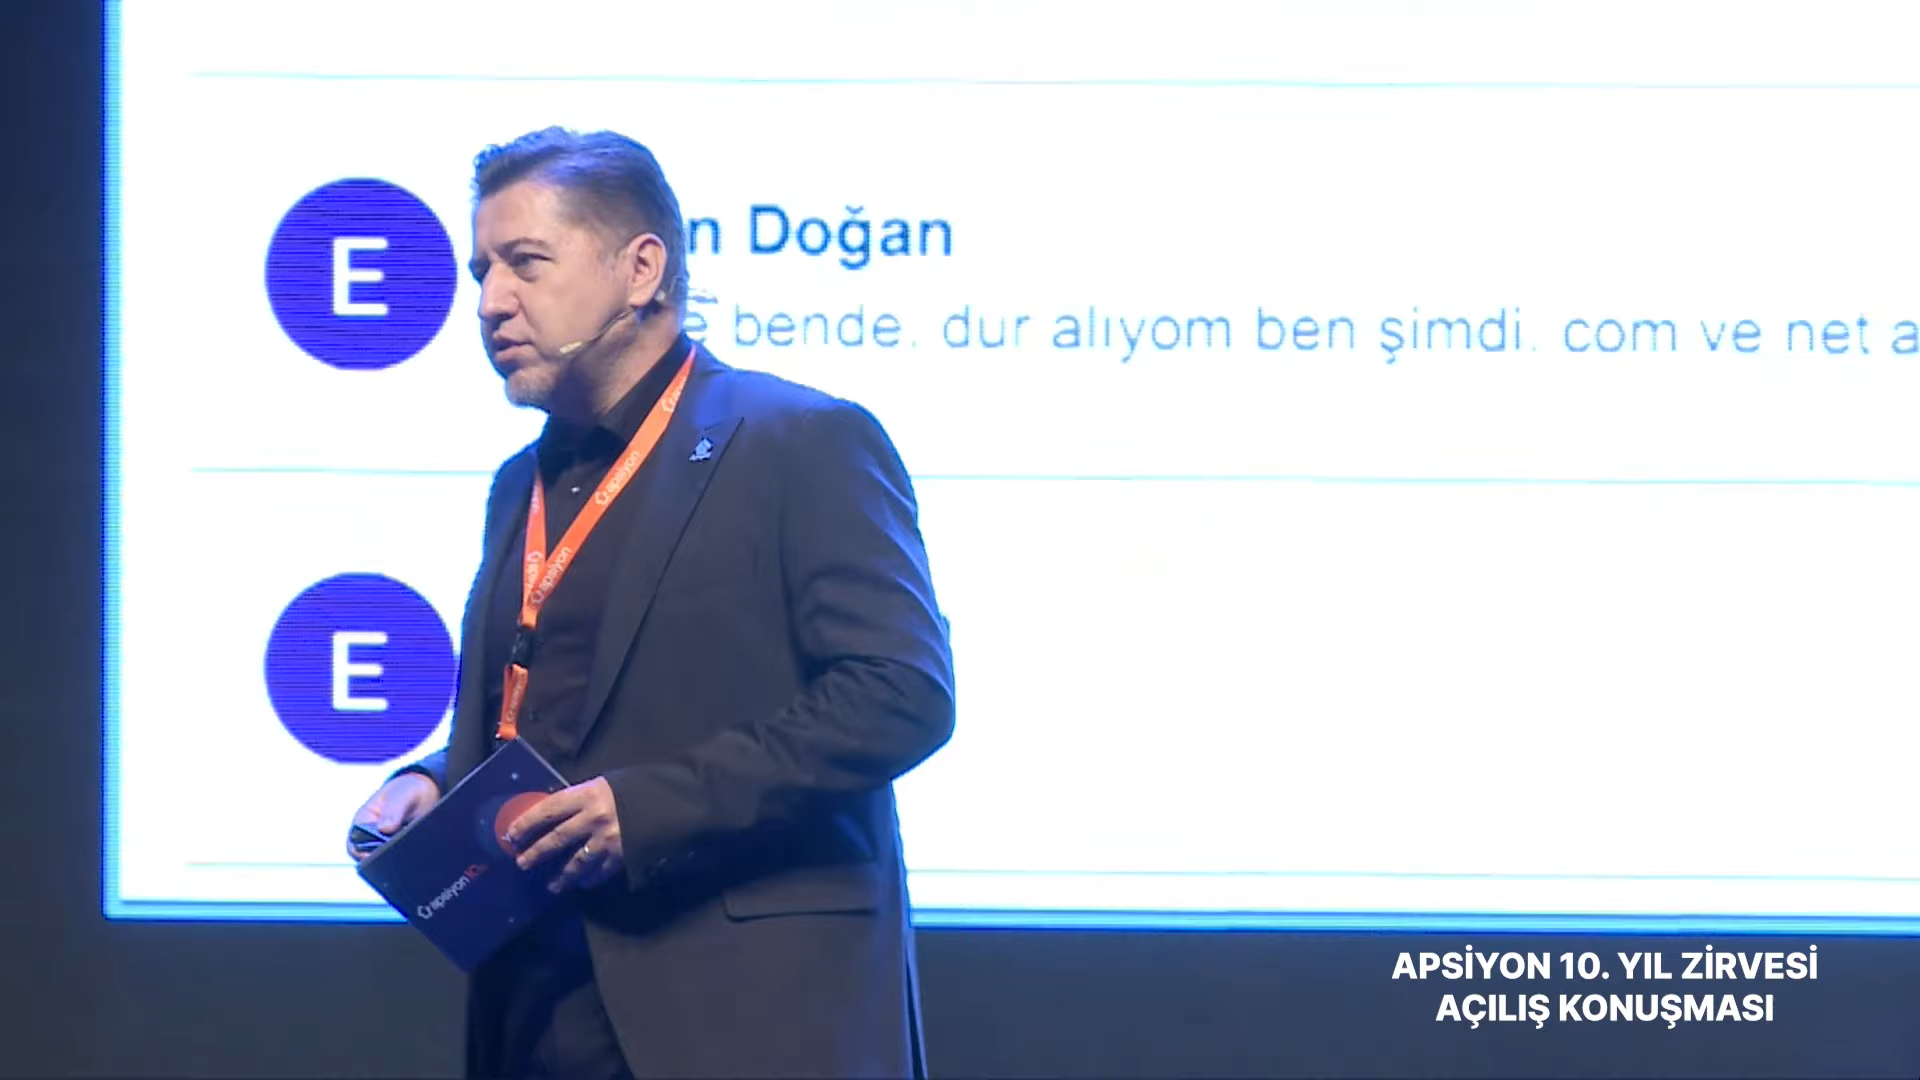 E
n Doğan
e bende. dur alıyom ben şimdi. com ve net a
apsiyon
apsiyon
apsiyon
E
apsiyon 10.
APSİYON 10. YIL ZİRVESİ
AÇILIŞ KONUŞMASI